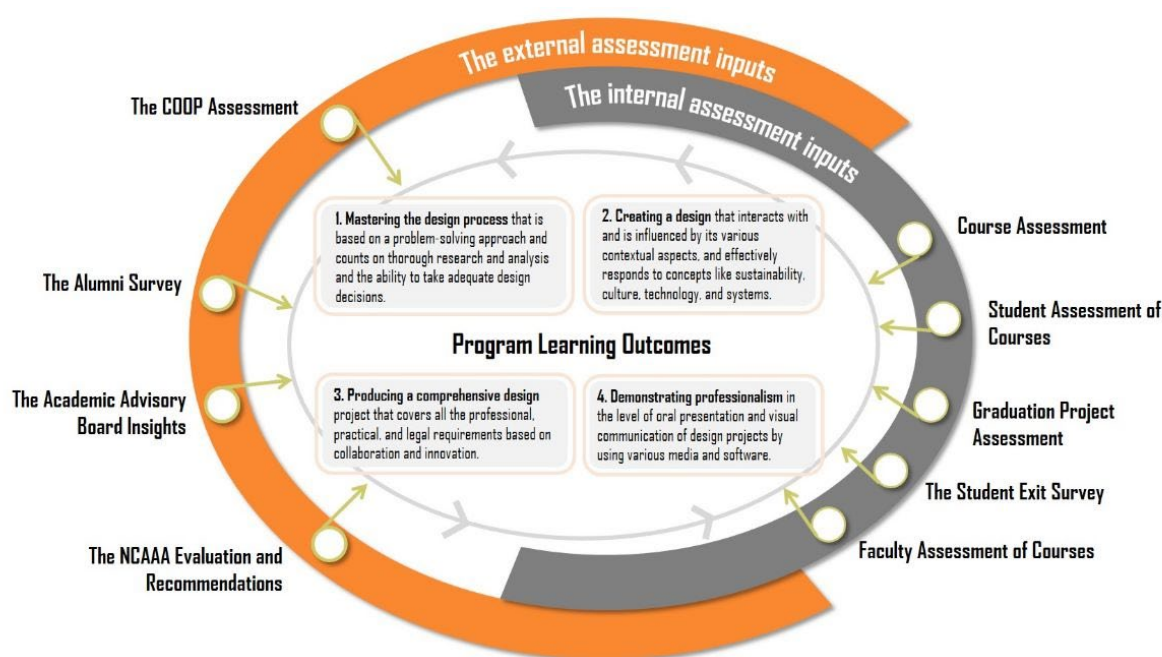 The external assessment inputs
The internal assessment inputs
The COOP Assessment
The Alumni Survey
The Academic Advisory
Board Insights
The NCAAA Evaluation and
Recommendations
1. Mastering the design process that is
based on a problem-solving approach and
counts on thorough research and analysis
and the ability to take adequate design
decisions.
2. Creating a design that interacts with
and is influenced by its various
contextual aspects, and effectively
responds to concepts like sustainability,
culture, technology, and systems.
Program Learning Outcomes
3. Producing a comprehensive design
project that covers all the professional,
practical, and legal requirements based on
collaboration and innovation.
4. Demonstrating professionalism in
the level of oral presentation and visual
communication of design projects by
using various media and software.
Course Assessment
Student Assessment of
Courses
Graduation Project
Assessment
The Student Exit Survey
Faculty Assessment of Courses